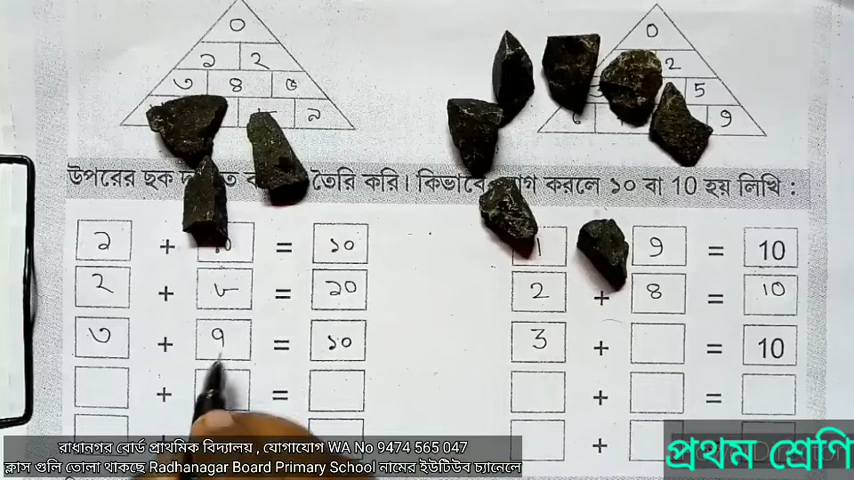 ০ 0
১ ২ 2
৩ ৪ ৫ 5
৯ 9
উপরের ছক তৈরি করি। কিভাবে যোগ করলে ১০ বা 10 হয় লিখি :
১ + = ১০ 1 9 = 10
২ + ৮ = ১০ 2 + 8 = 10
৩ + ৭ = ১০ 3 + = 10
+ = + =
+
রাধানগর বোর্ড প্রাথমিক বিদ্যালয় , যোগাযোগ WA No 9474 565 047
ক্লাস গুলি তোলা থাকছে Radhanagar Board Primary School নামের ইউটিউব চ্যানেলে
প্রথম শ্রেণি